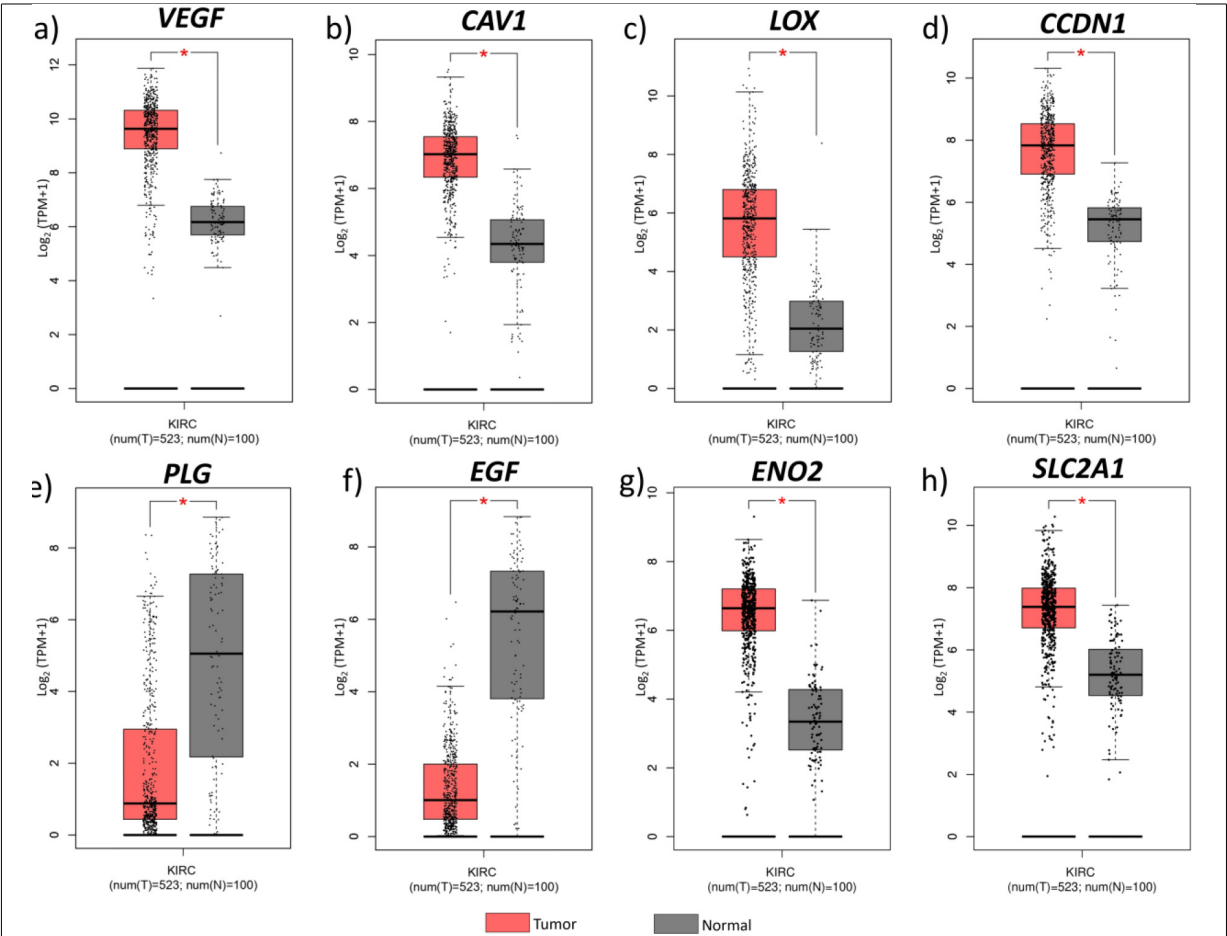 a) VEGF
b) CAV1
c) LOX
d) CCDN1
*
*
*
*
Log2 (TPM+1)
12
10
8
6
4
2
0
Log2 (TPM+1)
10
8
6
4
2
0
Log2 (TPM+1)
10
8
6
4
2
0
Log2 (TPM+1)
10
8
6
4
2
0
KIRC
(num(T)=523; num(N)=100)
KIRC
(num(T)=523; num(N)=100)
KIRC
(num(T)=523; num(N)=100)
KIRC
(num(T)=523; num(N)=100)
e) PLG
f) EGF
g) ENO2
h) SLC2A1
*
*
*
*
Log2 (TPM+1)
8
6
4
2
0
Log2 (TPM+1)
8
6
4
2
0
Log2 (TPM+1)
10
8
6
4
2
0
Log2 (TPM+1)
10
8
6
4
2
0
KIRC
(num(T)=523; num(N)=100)
KIRC
(num(T)=523; num(N)=100)
KIRC
(num(T)=523; num(N)=100)
KIRC
(num(T)=523; num(N)=100)
Tumor
Normal